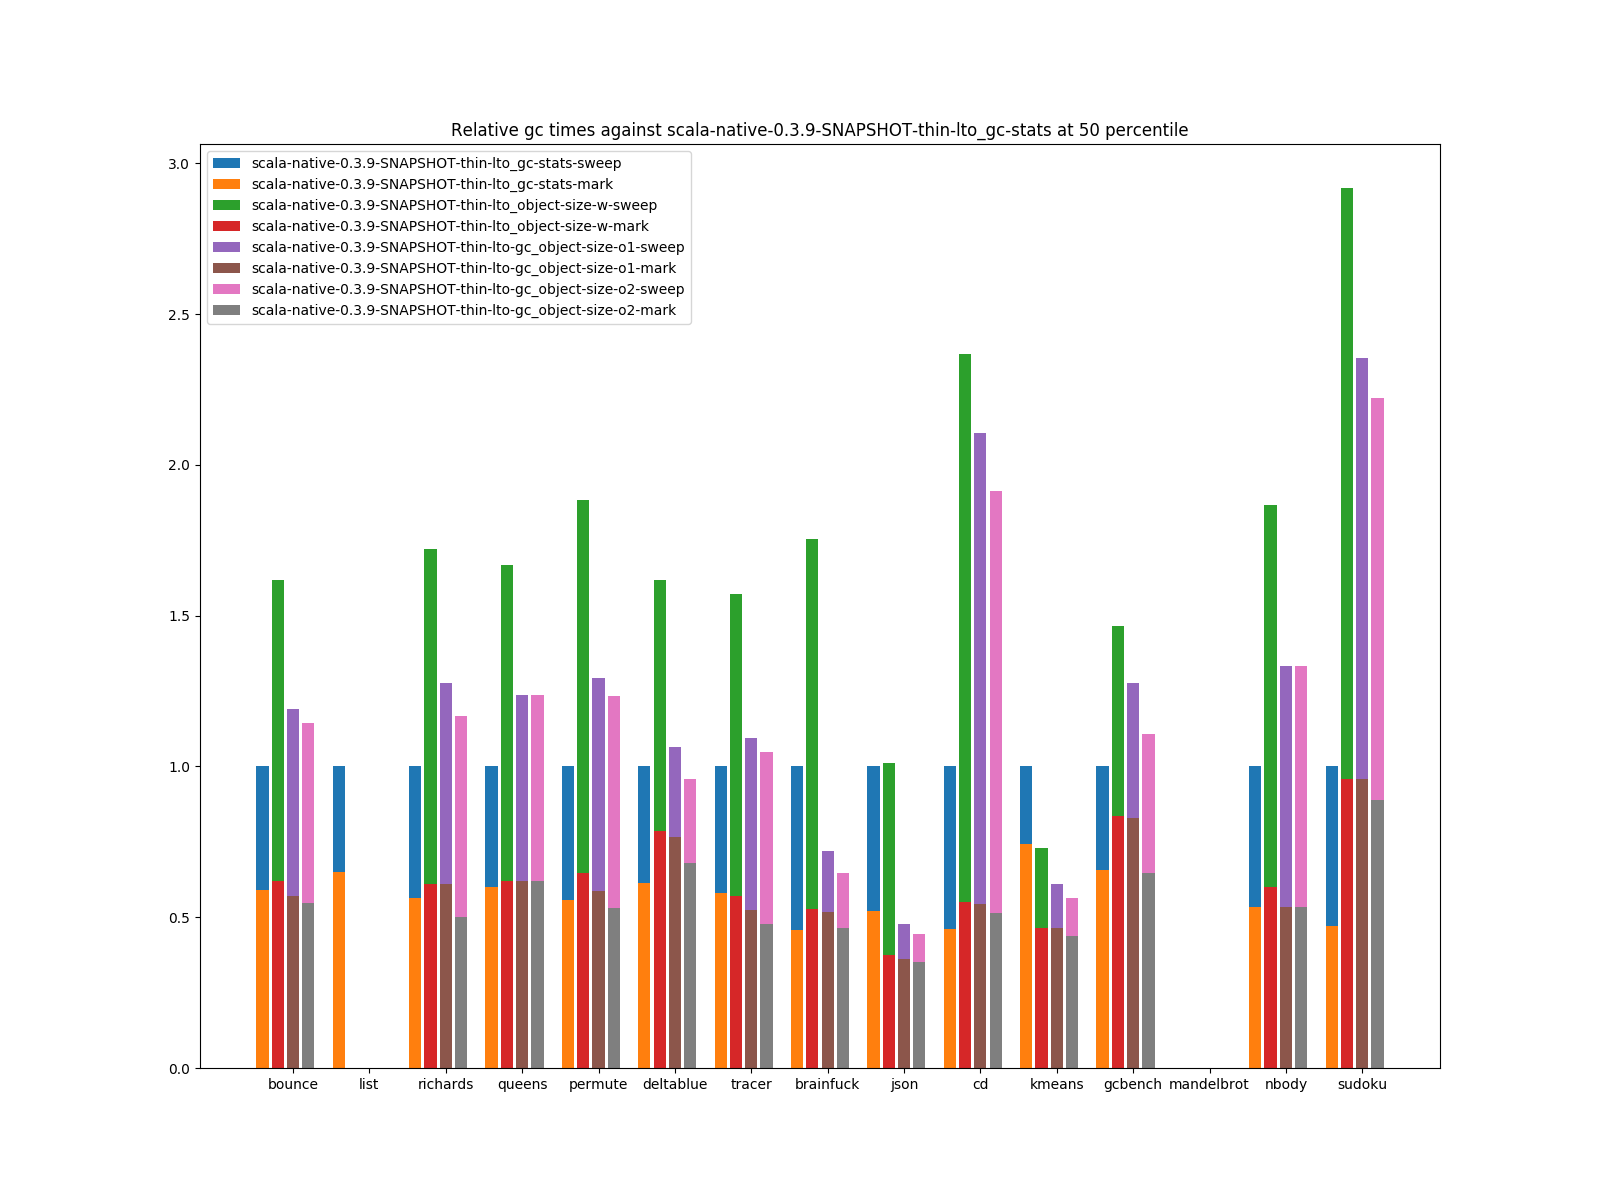 Relative gc times against scala-native-0.3.9-SNAPSHOT-thin-lto_gc-stats at 50 percentile
scala-native-0.3.9-SNAPSHOT-thin-lto_gc-stats-sweep
scala-native-0.3.9-SNAPSHOT-thin-lto_gc-stats-mark
scala-native-0.3.9-SNAPSHOT-thin-lto_object-size-w-sweep
scala-native-0.3.9-SNAPSHOT-thin-lto_object-size-w-mark
scala-native-0.3.9-SNAPSHOT-thin-lto-gc_object-size-o1-sweep
scala-native-0.3.9-SNAPSHOT-thin-lto-gc_object-size-o1-mark
scala-native-0.3.9-SNAPSHOT-thin-lto-gc_object-size-o2-sweep
scala-native-0.3.9-SNAPSHOT-thin-lto-gc_object-size-o2-mark
3.0
2.5
2.0
1.5
1.0
0.5
0.0
bounce list richards queens permute deltablue tracer brainfuck json cd kmeans gcbench mandelbrot nbody sudoku